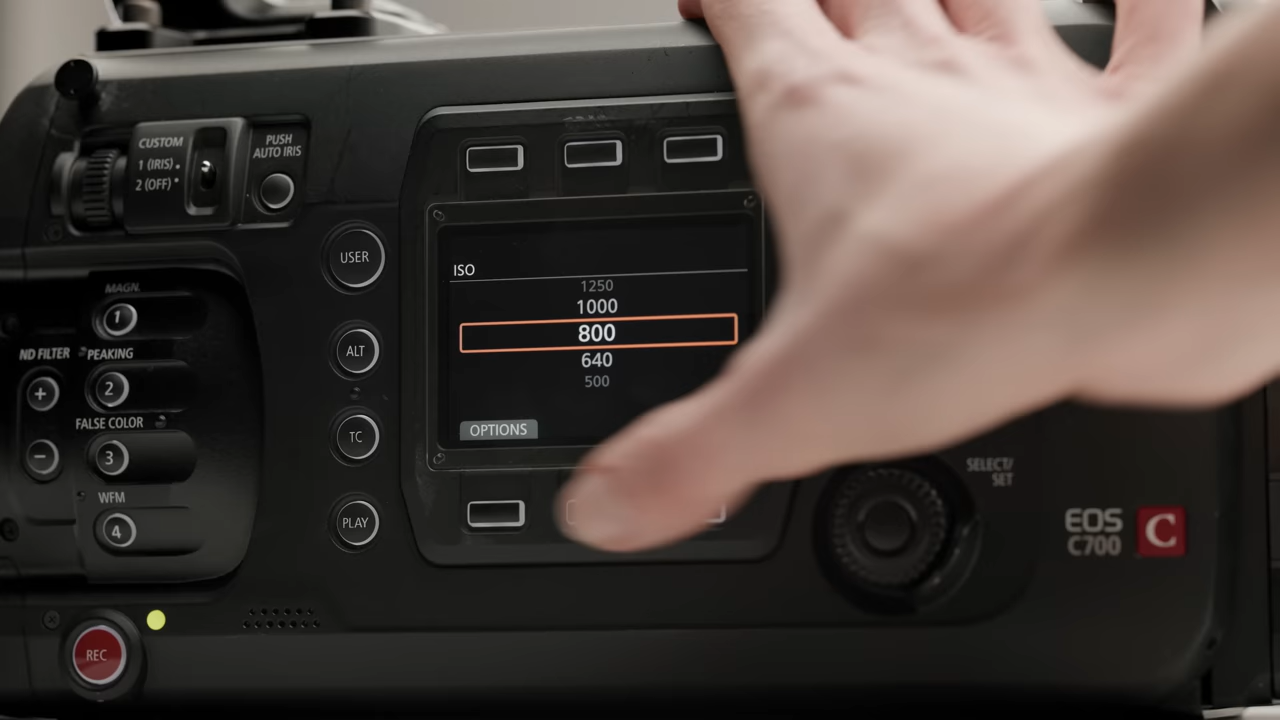 CUSTOM
1 (IRIS)
2 (OFF)
PUSH
AUTO IRIS
USER
ALT
TC
PLAY
MAGN.
1
ND FILTER
+
−
PEAKING
2
FALSE COLOR
3
WFM
4
REC
ISO
1250
1000
800
640
500
OPTIONS
SELECT/
SET
EOS
C700
C